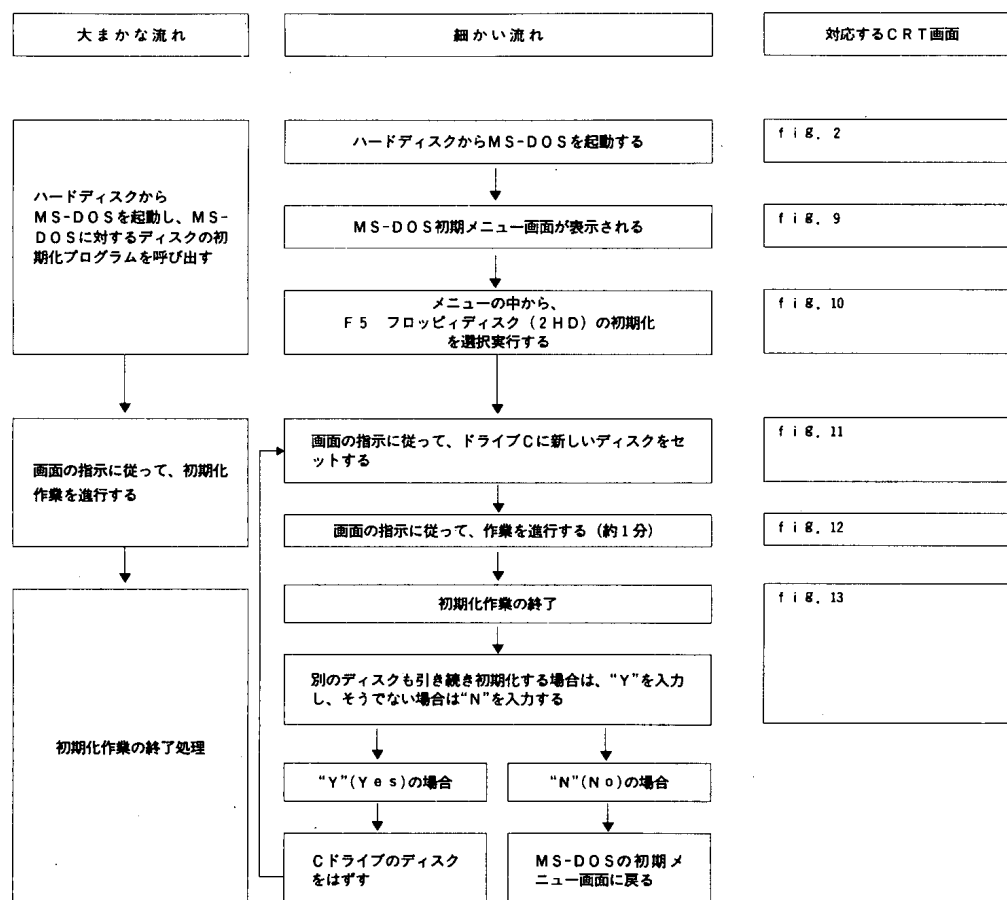 大まかな流れ
細かい流れ
対応するCRT画面
ハードディスクから
MS-DOSを起動し、MS-
DOSに対するディスクの初
期化プログラムを呼び出す
ハードディスクからMS-DOSを起動する
fig. 2
MS-DOS初期メニュー画面が表示される
fig. 9
メニューの中から、
F5 フロッピィディスク(2HD)の初期化
を選択実行する
fig. 10
画面の指示に従って、初期化
作業を進行する
画面の指示に従って、ドライブCに新しいディスクをセ
ットする
fig. 11
画面の指示に従って、作業を進行する(約1分)
fig. 12
初期化作業の終了処理
初期化作業の終了
fig. 13
別のディスクも引き続き初期化する場合は、“Y”を入力
し、そうでない場合は“N”を入力する
“Y”(Yes)の場合
“N”(No)の場合
Cドライブのディスク
をはずす
MS-DOSの初期メ
ニュー画面に戻る